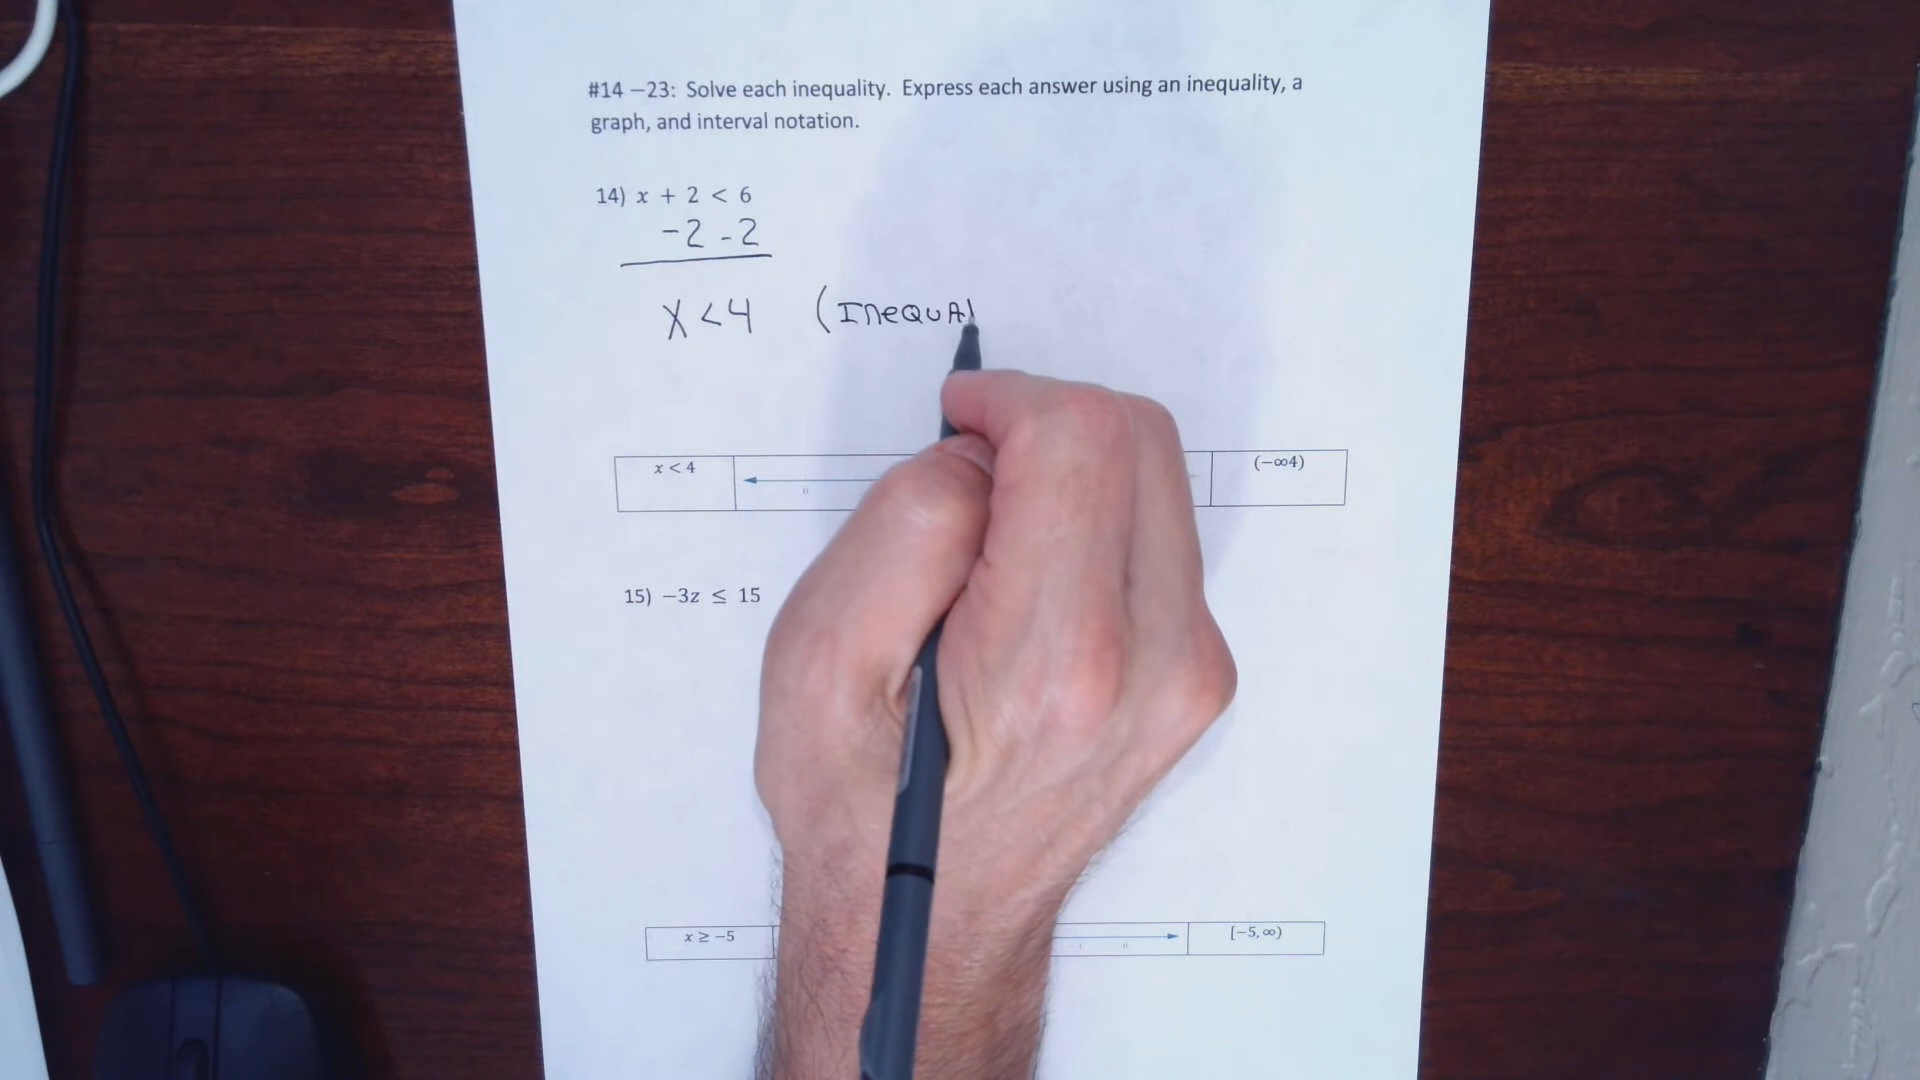 #14 –23: Solve each inequality. Express each answer using an inequality, a
graph, and interval notation.
14) x + 2 < 6
-2 -2
x < 4 (InequAl
x < 4 (−∞4)
15) −3z ≤ 15
x ≥ −5 [−5, ∞)